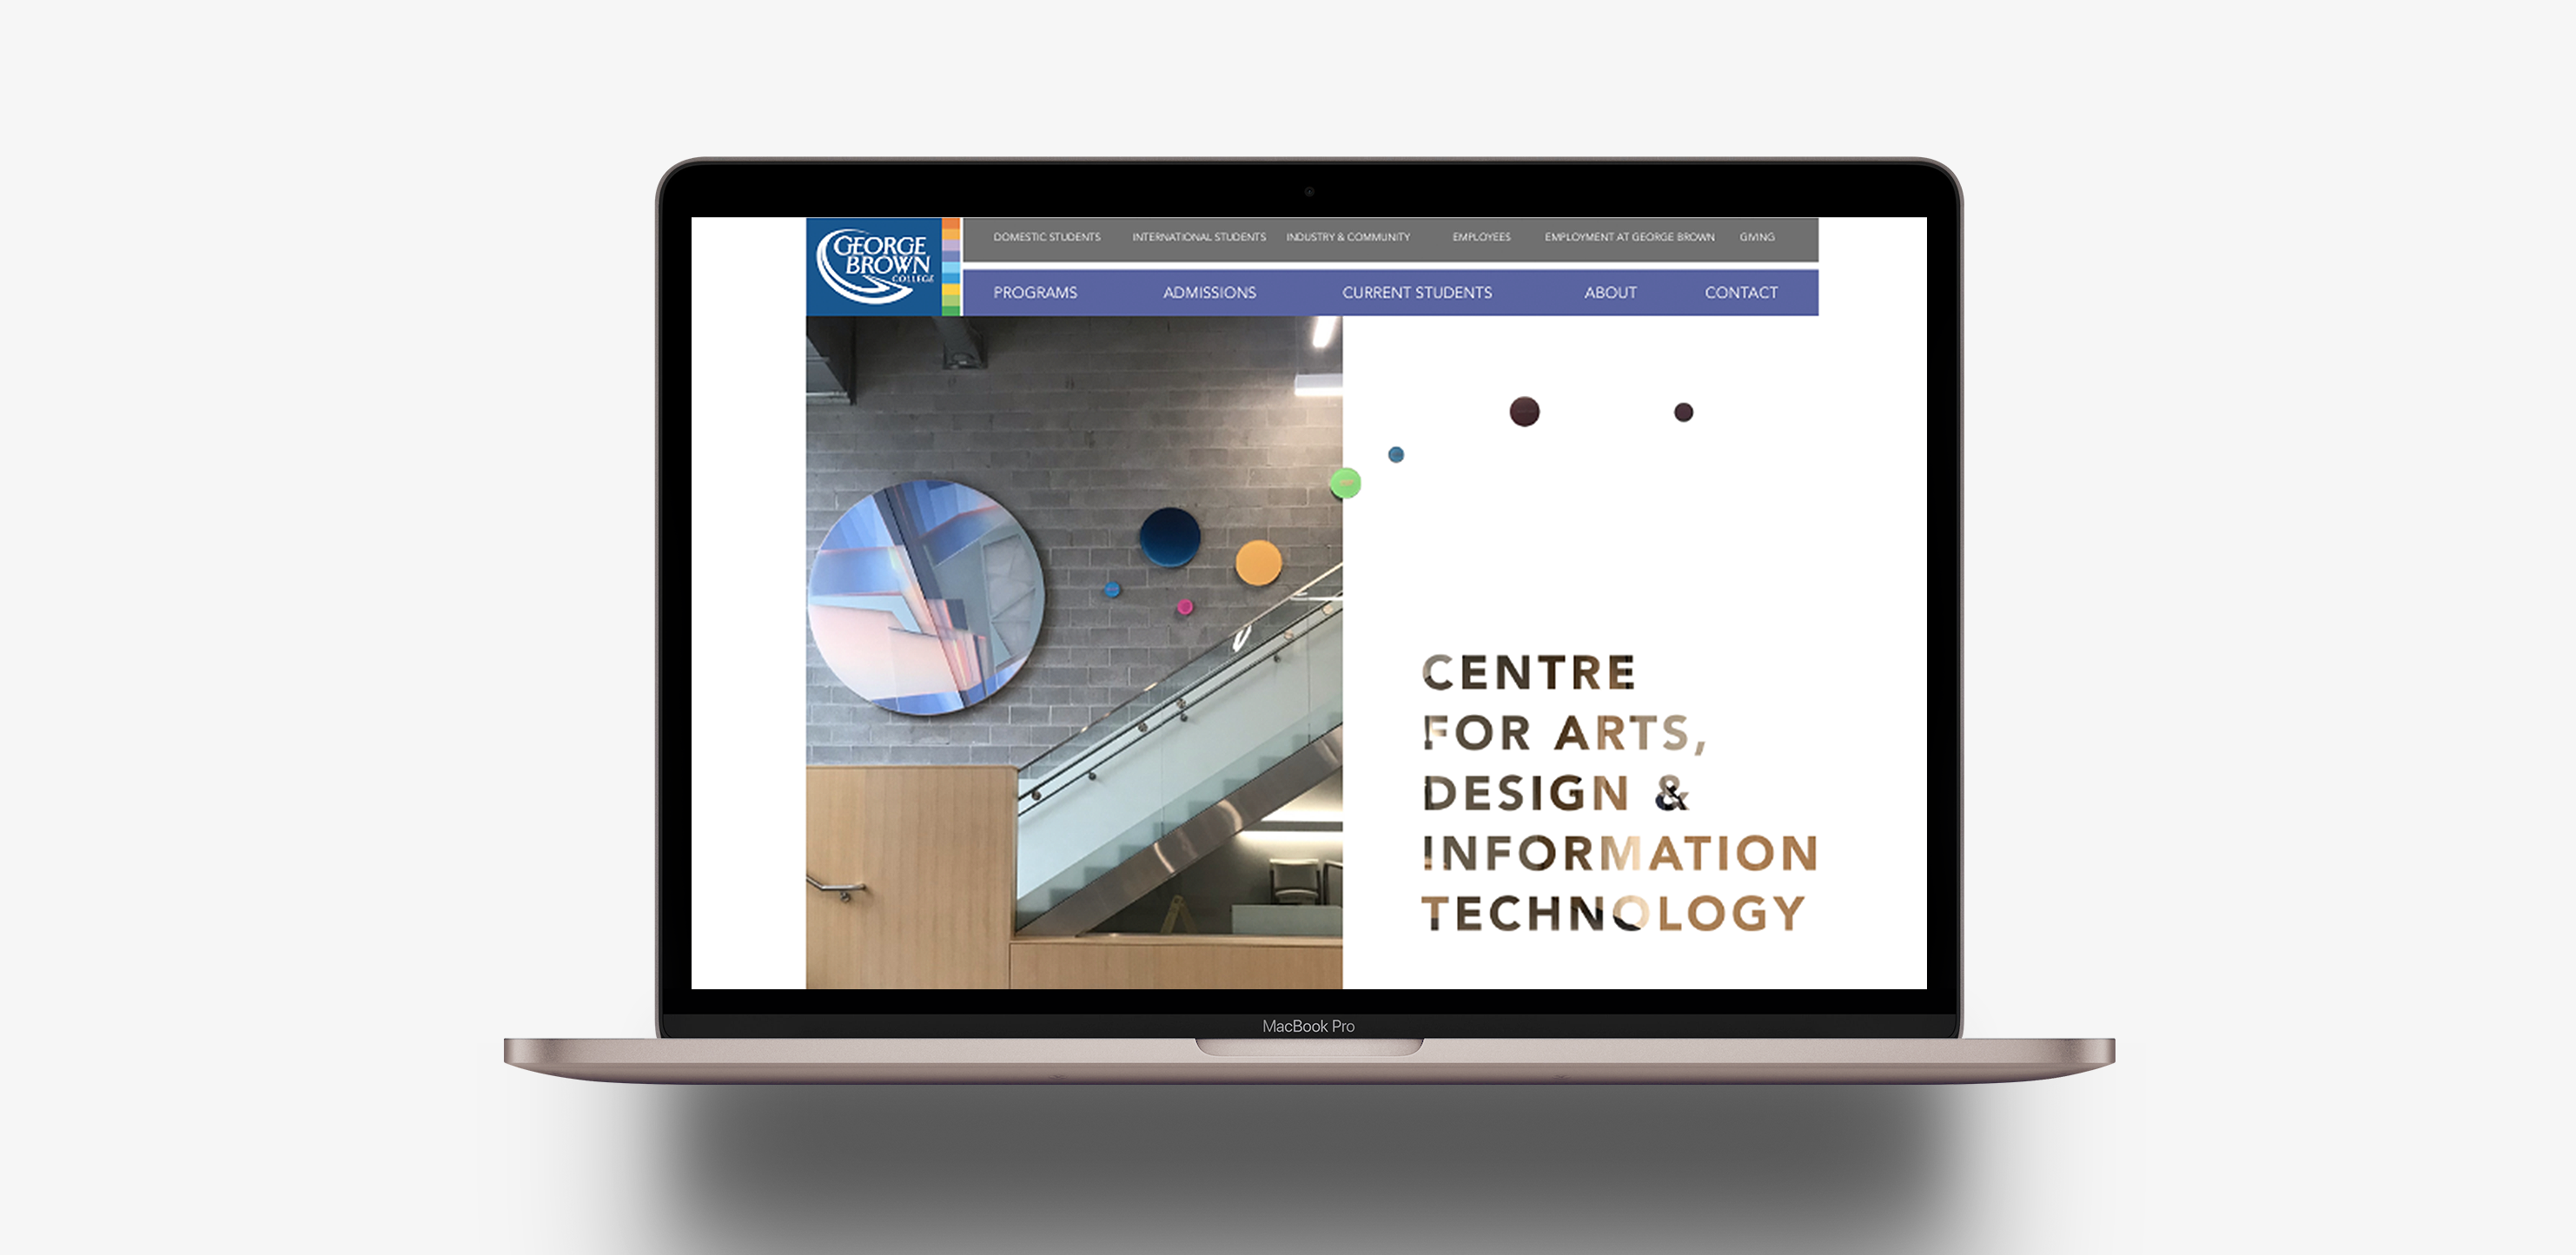 GEORGE
BROWN
COLLEGE
DOMESTIC STUDENTS INTERNATIONAL STUDENTS INDUSTRY & COMMUNITY EMPLOYEES EMPLOYMENT AT GEORGE BROWN GIVING
PROGRAMS ADMISSIONS CURRENT STUDENTS ABOUT CONTACT
CENTRE
FOR ARTS,
DESIGN &
INFORMATION
TECHNOLOGY
MacBook Pro